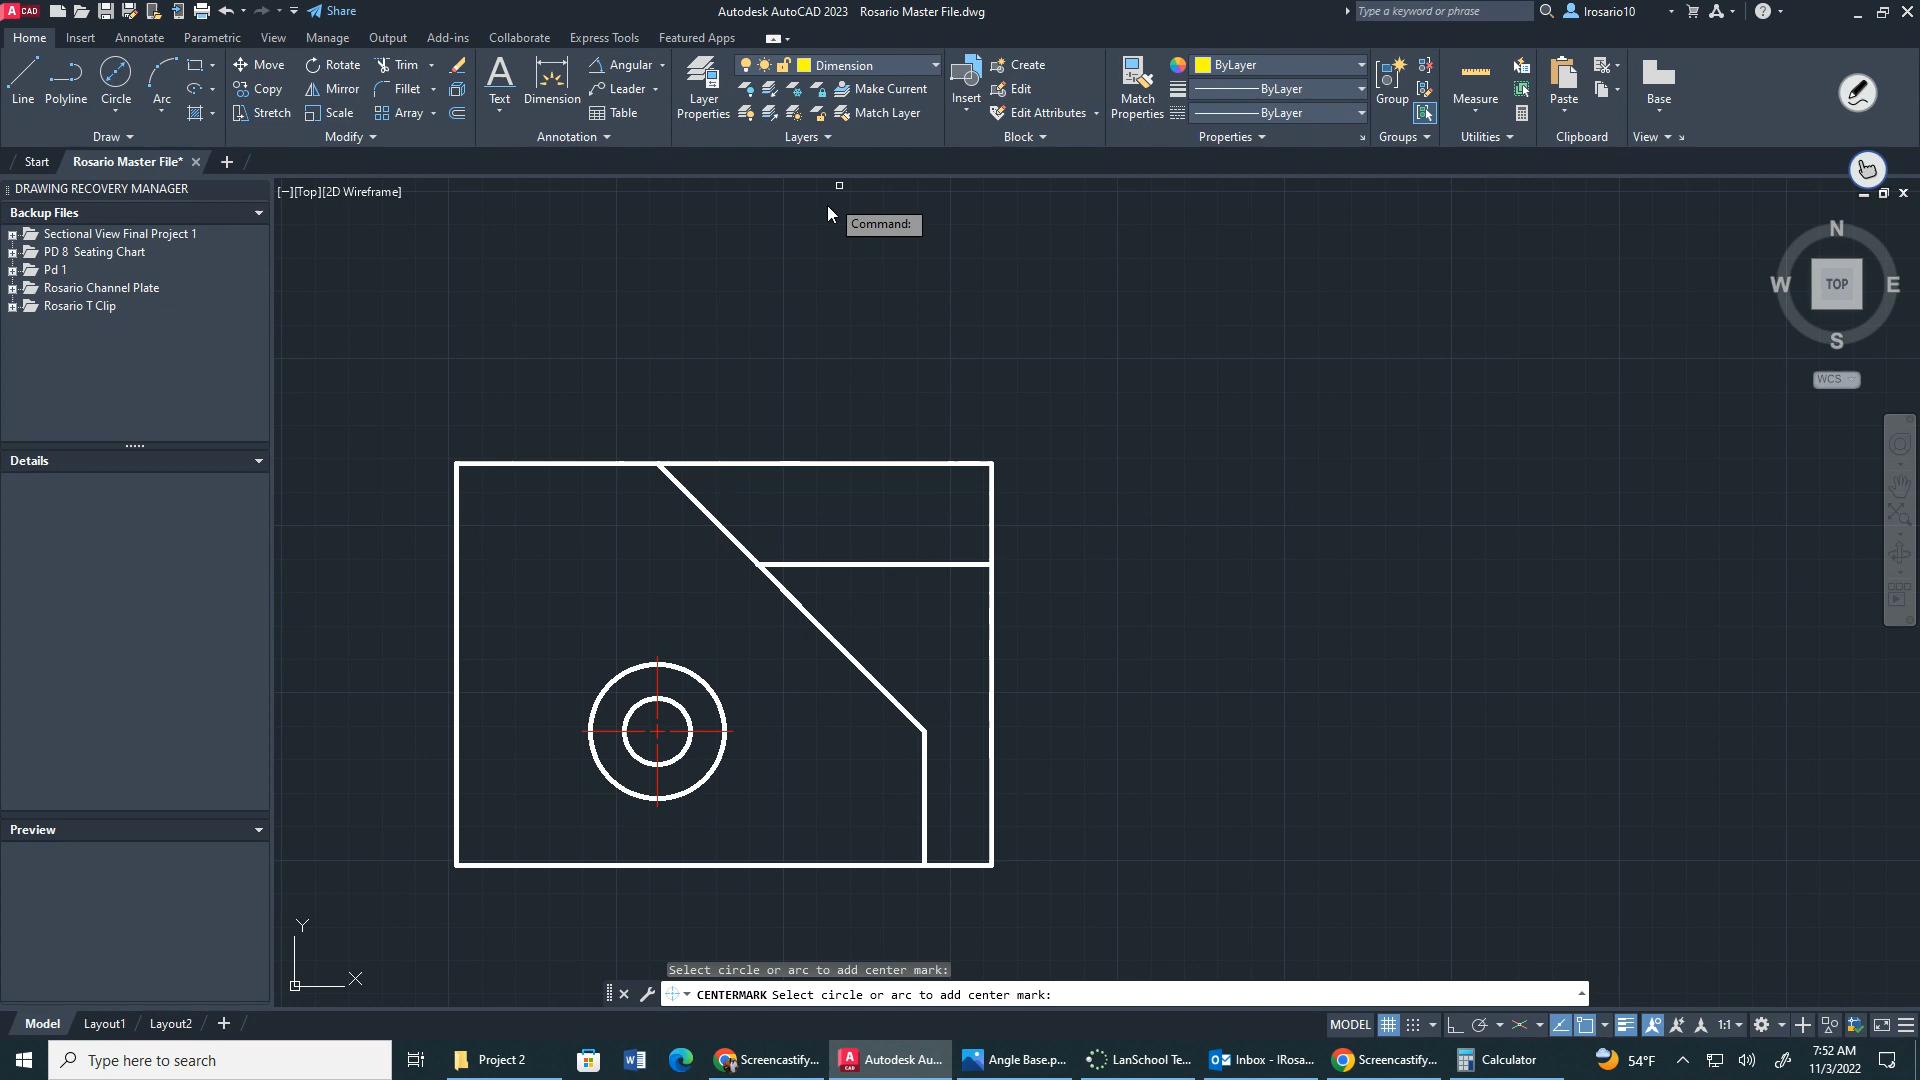 A CAD Share Autodesk AutoCAD 2023 Rosario Master File.dwg Type a keyword or phrase lrosario10
Home Insert Annotate Parametric View Manage Output Add-ins Collaborate Express Tools Featured Apps
Line Polyline Circle Arc
Draw
Move Rotate Trim
Copy Mirror Fillet
Stretch Scale Array
Modify
Text Dimension
Angular
Leader
Table
Annotation
Layer
Properties
Dimension
Make Current
Match Layer
Layers
Insert
Create
Edit
Edit Attributes
Block
Match
Properties
ByLayer
ByLayer
ByLayer
Properties
Group
Groups
Measure
Utilities
Paste
Clipboard
Base
View
Start Rosario Master File*
DRAWING RECOVERY MANAGER
Backup Files
Sectional View Final Project 1
PD 8 Seating Chart
Pd 1
Rosario Channel Plate
Rosario T Clip
Details
Preview
[−][Top][2D Wireframe]
Command:
N
W TOP E
S
WCS
Y
X
Select circle or arc to add center mark:
CENTERMARK Select circle or arc to add center mark:
Model Layout1 Layout2 MODEL 1:1
Type here to search Project 2 Screencastify... Autodesk Au... Angle Base.p... LanSchool Te... Inbox - lRosa... Screencastify... Calculator 54°F
7:52 AM
11/3/2022